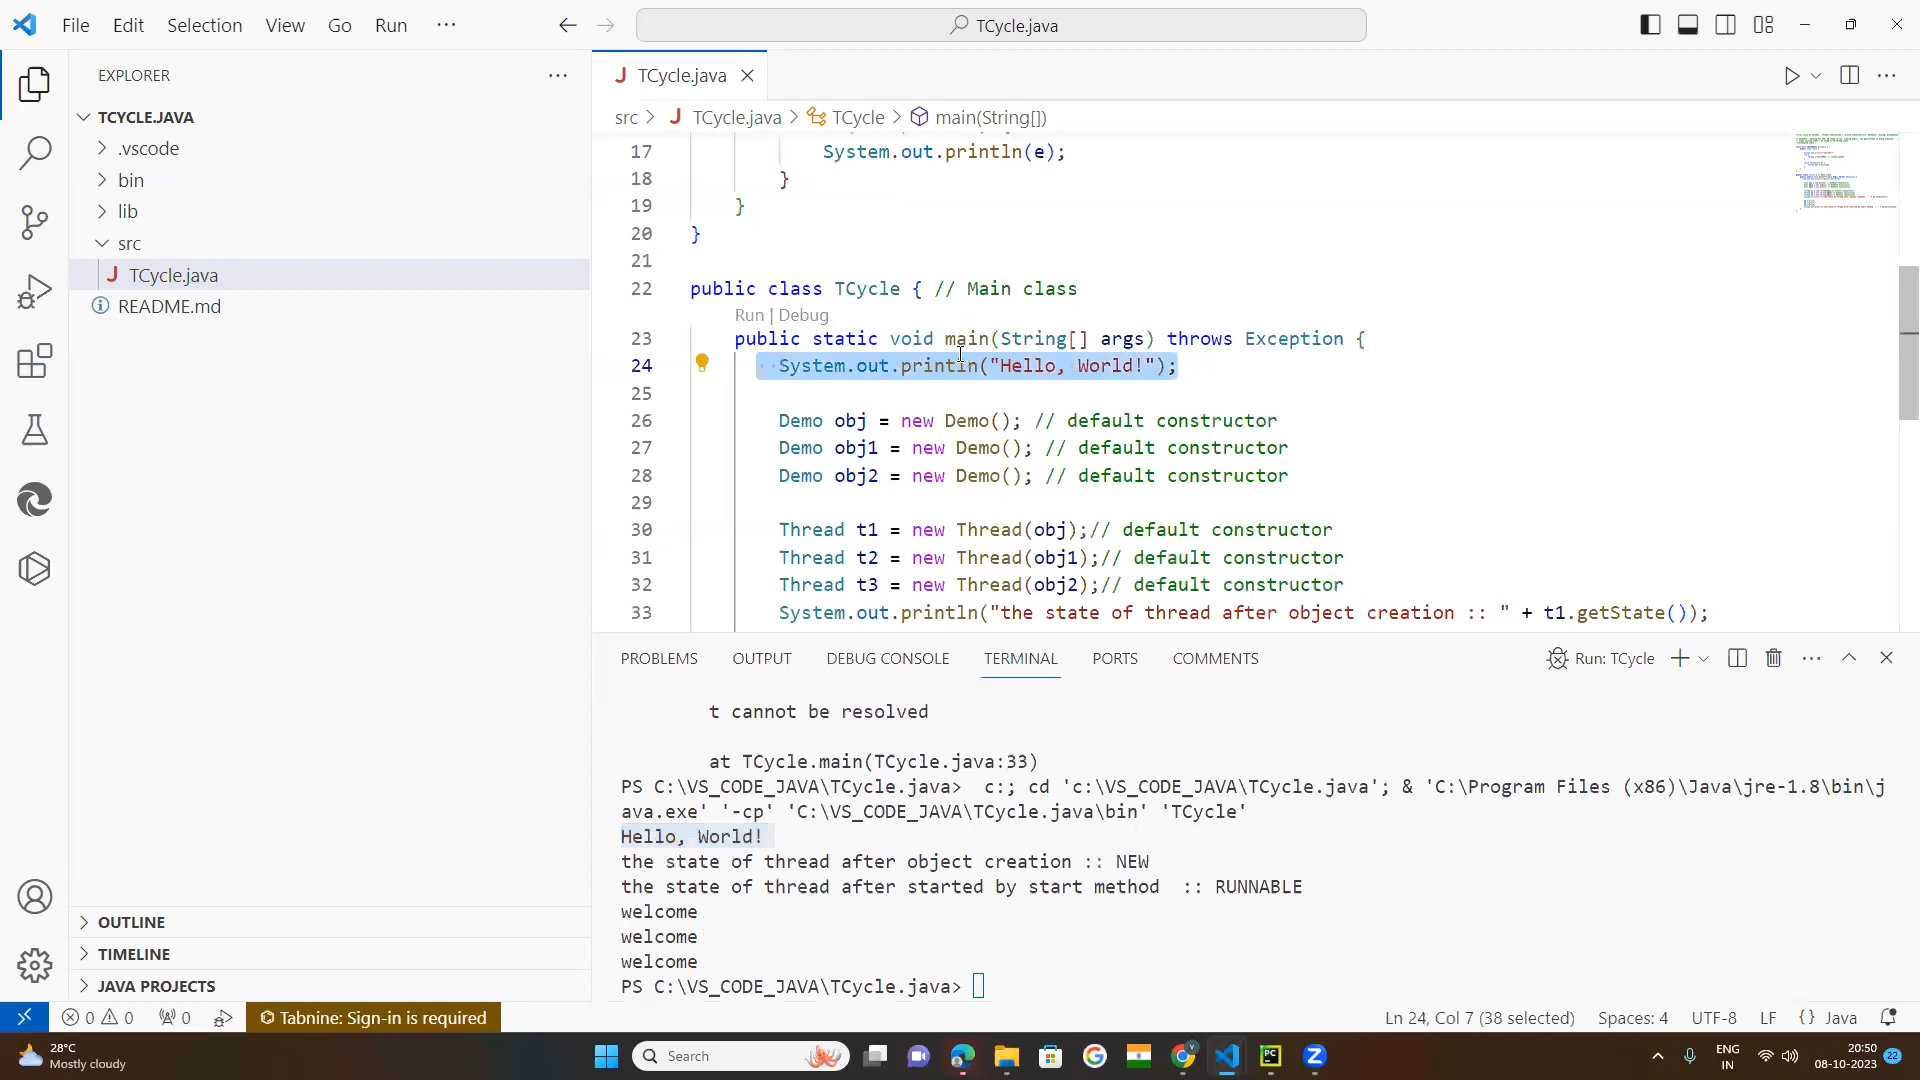 File Edit Selection View Go Run ···
TCycle.java
EXPLORER
TCYCLE.JAVA
.vscode
bin
lib
src
J TCycle.java
README.md
OUTLINE
TIMELINE
JAVA PROJECTS
J TCycle.java
src > J TCycle.java > TCycle > main(String[])
17 System.out.println(e);
18 }
19 }
20 }
21
22 public class TCycle { // Main class
Run | Debug
23 public static void main(String[] args) throws Exception {
24 System.out.println("Hello, World!");
25
26 Demo obj = new Demo(); // default constructor
27 Demo obj1 = new Demo(); // default constructor
28 Demo obj2 = new Demo(); // default constructor
29
30 Thread t1 = new Thread(obj);// default constructor
31 Thread t2 = new Thread(obj1);// default constructor
32 Thread t3 = new Thread(obj2);// default constructor
33 System.out.println("the state of thread after object creation :: " + t1.getState());
PROBLEMS OUTPUT DEBUG CONSOLE TERMINAL PORTS COMMENTS
Run: TCycle
t cannot be resolved
at TCycle.main(TCycle.java:33)
PS C:\VS_CODE_JAVA\TCycle.java> c:; cd 'c:\VS_CODE_JAVA\TCycle.java'; & 'C:\Program Files (x86)\Java\jre-1.8\bin\j
ava.exe' '-cp' 'C:\VS_CODE_JAVA\TCycle.java\bin' 'TCycle'
Hello, World!
the state of thread after object creation :: NEW
the state of thread after started by start method :: RUNNABLE
welcome
welcome
welcome
PS C:\VS_CODE_JAVA\TCycle.java>
0 0 0 Tabnine: Sign-in is required
Ln 24, Col 7 (38 selected) Spaces: 4 UTF-8 LF {} Java
28°C
Mostly cloudy
Search
ENG
IN
20:50
08-10-2023
22